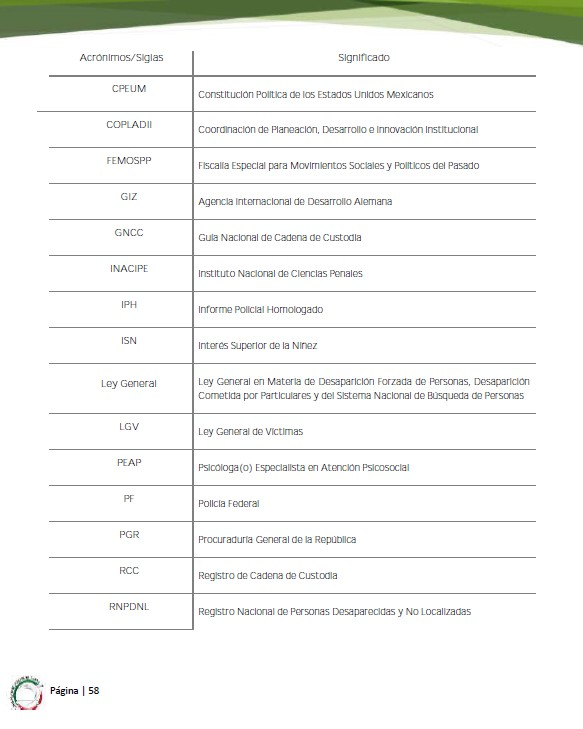 Acrónimos/Siglas Significado
CPEUM Constitución Política de los Estados Unidos Mexicanos
COPLADII Coordinación de Planeación, Desarrollo e Innovación Institucional
FEMOSPP Fiscalía Especial para Movimientos Sociales y Políticos del Pasado
GIZ Agencia Internacional de Desarrollo Alemana
GNCC Guía Nacional de Cadena de Custodia
INACIPE Instituto Nacional de Ciencias Penales
IPH Informe Policial Homologado
ISN Interés Superior de la Niñez
Ley General Ley General en Materia de Desaparición Forzada de Personas, Desaparición
Cometida por Particulares y del Sistema Nacional de Búsqueda de Personas
LGV Ley General de Víctimas
PEAP Psicóloga(o) Especialista en Atención Psicosocial
PF Policía Federal
PGR Procuraduría General de la República
RCC Registro de Cadena de Custodia
RNPDNL Registro Nacional de Personas Desaparecidas y No Localizadas
Página | 58